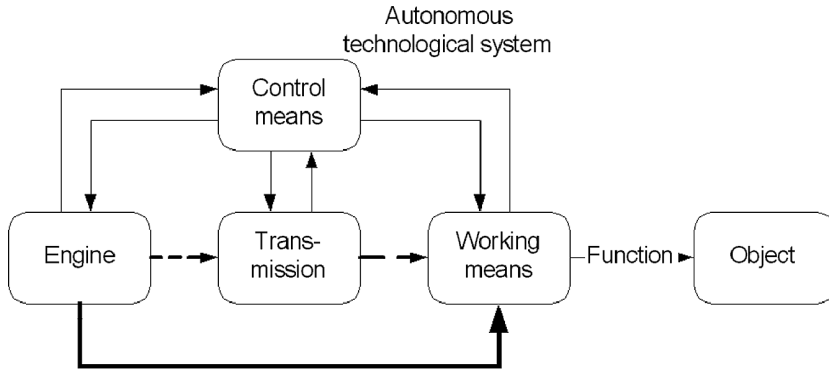 Autonomous
technological system
Control
means
Engine
Trans-
mission
Working
means
Function
Object